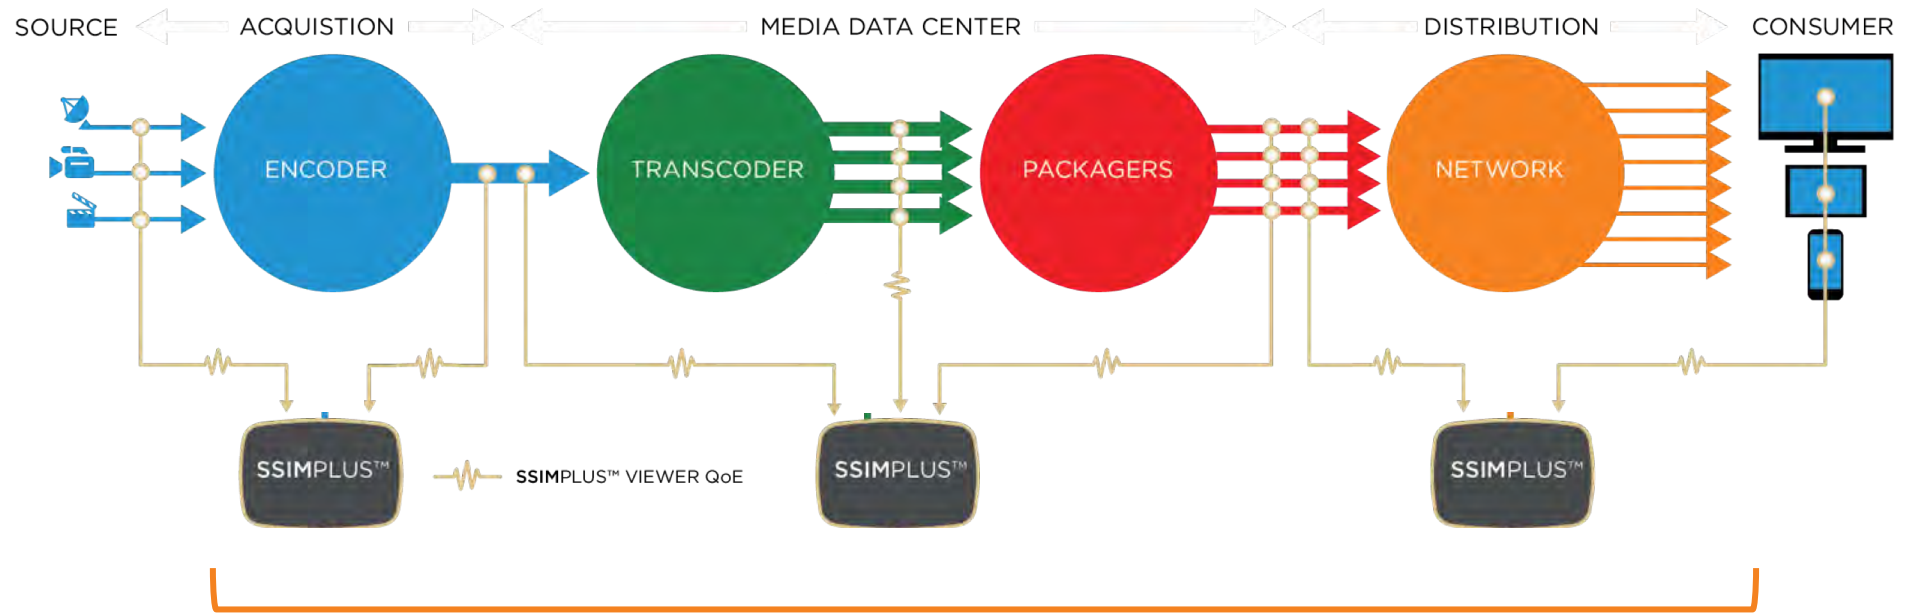 SOURCE ACQUISTION MEDIA DATA CENTER DISTRIBUTION CONSUMER
ENCODER TRANSCODER PACKAGERS NETWORK
SSIMPLUS™ SSIMPLUS™ VIEWER QoE SSIMPLUS™ SSIMPLUS™